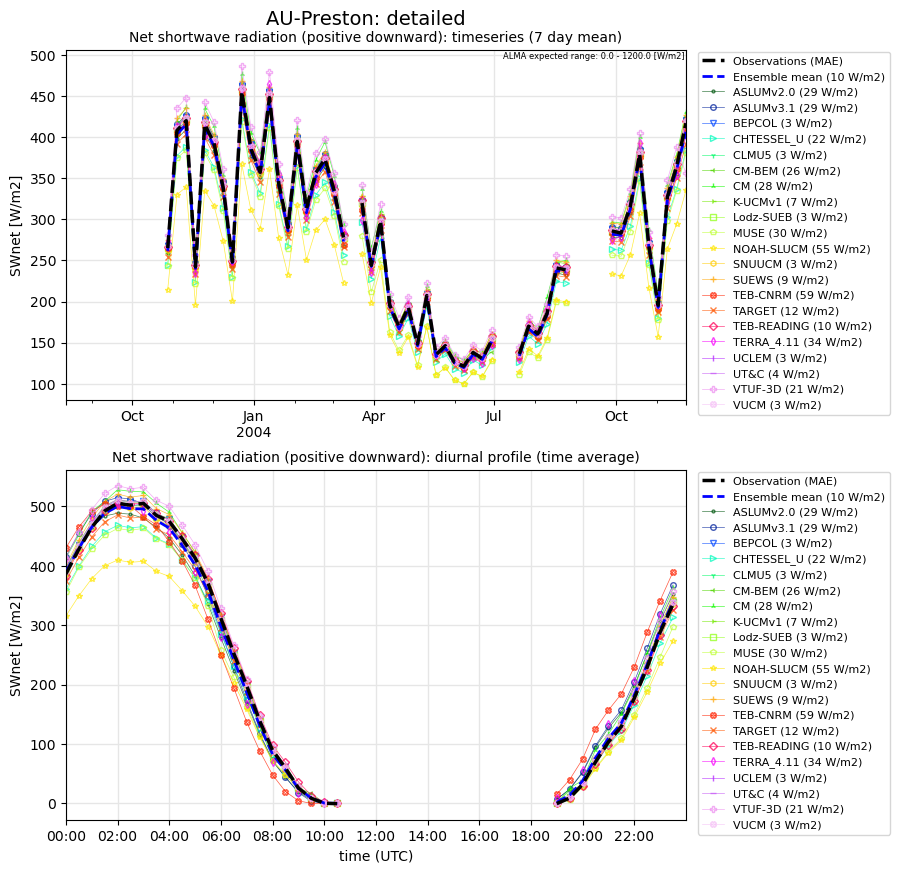 AU-Preston: detailed
Net shortwave radiation (positive downward): timeseries (7 day mean)
ALMA expected range: 0.0 - 1200.0 [W/m2]
SWnet [W/m2]
500
450
400
350
300
250
200
150
100
Oct
Jan
2004
Apr
Jul
Oct
Observations (MAE)
Ensemble mean (10 W/m2)
ASLUMv2.0 (29 W/m2)
ASLUMv3.1 (29 W/m2)
BEPCOL (3 W/m2)
CHTESSEL_U (22 W/m2)
CLMU5 (3 W/m2)
CM-BEM (26 W/m2)
CM (28 W/m2)
K-UCMv1 (7 W/m2)
Lodz-SUEB (3 W/m2)
MUSE (30 W/m2)
NOAH-SLUCM (55 W/m2)
SNUUCM (3 W/m2)
SUEWS (9 W/m2)
TEB-CNRM (59 W/m2)
TARGET (12 W/m2)
TEB-READING (10 W/m2)
TERRA_4.11 (34 W/m2)
UCLEM (3 W/m2)
UT&C (4 W/m2)
VTUF-3D (21 W/m2)
VUCM (3 W/m2)
Net shortwave radiation (positive downward): diurnal profile (time average)
SWnet [W/m2]
500
400
300
200
100
0
00:00
02:00
04:00
06:00
08:00
10:00
12:00
14:00
16:00
18:00
20:00
22:00
time (UTC)
Observation (MAE)
Ensemble mean (10 W/m2)
ASLUMv2.0 (29 W/m2)
ASLUMv3.1 (29 W/m2)
BEPCOL (3 W/m2)
CHTESSEL_U (22 W/m2)
CLMU5 (3 W/m2)
CM-BEM (26 W/m2)
CM (28 W/m2)
K-UCMv1 (7 W/m2)
Lodz-SUEB (3 W/m2)
MUSE (30 W/m2)
NOAH-SLUCM (55 W/m2)
SNUUCM (3 W/m2)
SUEWS (9 W/m2)
TEB-CNRM (59 W/m2)
TARGET (12 W/m2)
TEB-READING (10 W/m2)
TERRA_4.11 (34 W/m2)
UCLEM (3 W/m2)
UT&C (4 W/m2)
VTUF-3D (21 W/m2)
VUCM (3 W/m2)